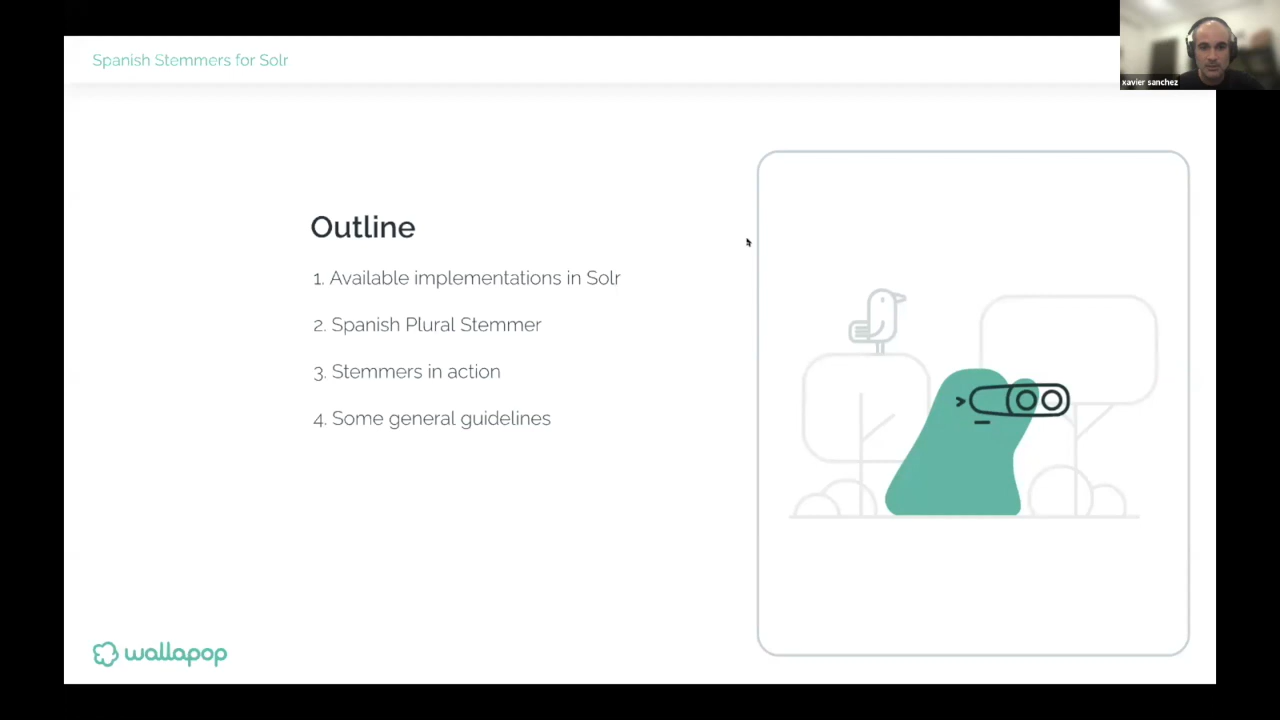 Spanish Stemmers for Solr
xavier sanchez
Outline
1. Available implementations in Solr
2. Spanish Plural Stemmer
3. Stemmers in action
4. Some general guidelines
wallapop